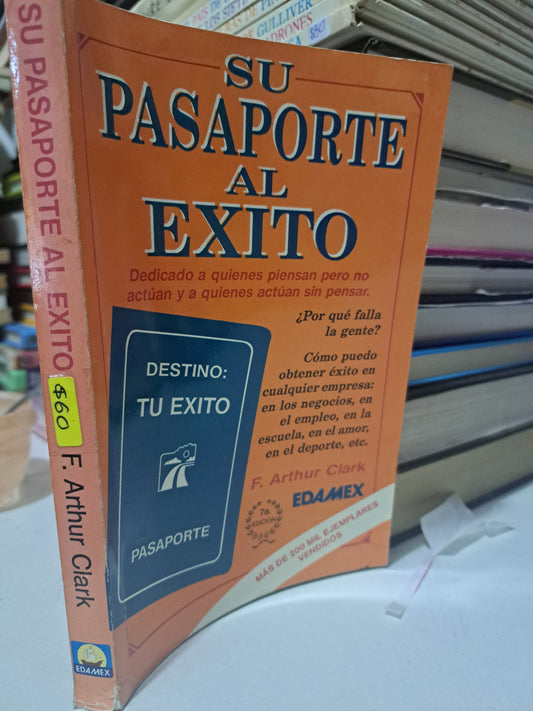 SU PASAPORTE AL EXITO
$60
F. Arthur Clark
EDAMEX
SU
PASAPORTE
AL
EXITO
Dedicado a quienes piensan pero no
actúan y a quienes actúan sin pensar.
¿Por qué falla
la gente?
Cómo puedo
obtener éxito en
cualquier empresa:
en los negocios, en
el empleo, en la
escuela, en el amor,
en el deporte, etc.
DESTINO:
TU EXITO
PASAPORTE
F. Arthur Clark
EDAMEX
7a.
EDICION
MÁS DE 200 MIL EJEMPLARES
VENDIDOS
GULLIVER
$50